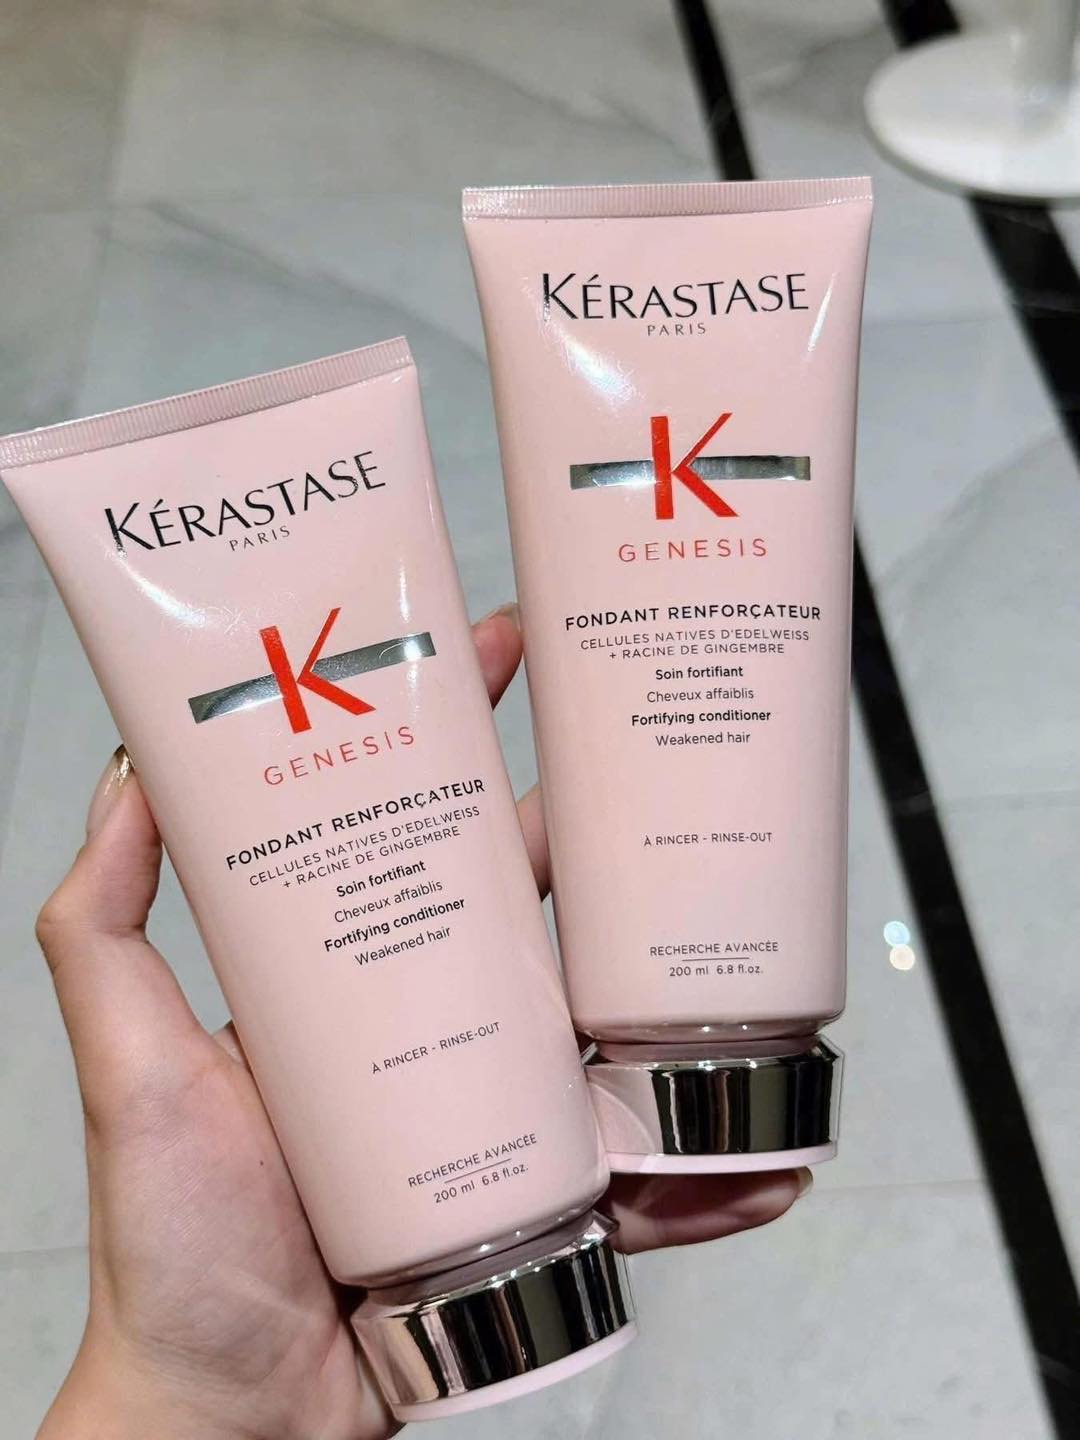 KÉRASTASE
PARIS
K
GENESIS
FONDANT RENFORÇATEUR
CELLULES NATIVES D'EDELWEISS
+ RACINE DE GINGEMBRE
Soin fortifiant
Cheveux affaiblis
Fortifying conditioner
Weakened hair
À RINCER - RINSE-OUT
RECHERCHE AVANCÉE
200 ml 6.8 fl.oz.
KÉRASTASE
PARIS
K
GENESIS
FONDANT RENFORÇATEUR
CELLULES NATIVES D'EDELWEISS
+ RACINE DE GINGEMBRE
Soin fortifiant
Cheveux affaiblis
Fortifying conditioner
Weakened hair
À RINCER - RINSE-OUT
RECHERCHE AVANCÉE
200 ml 6.8 fl.oz.